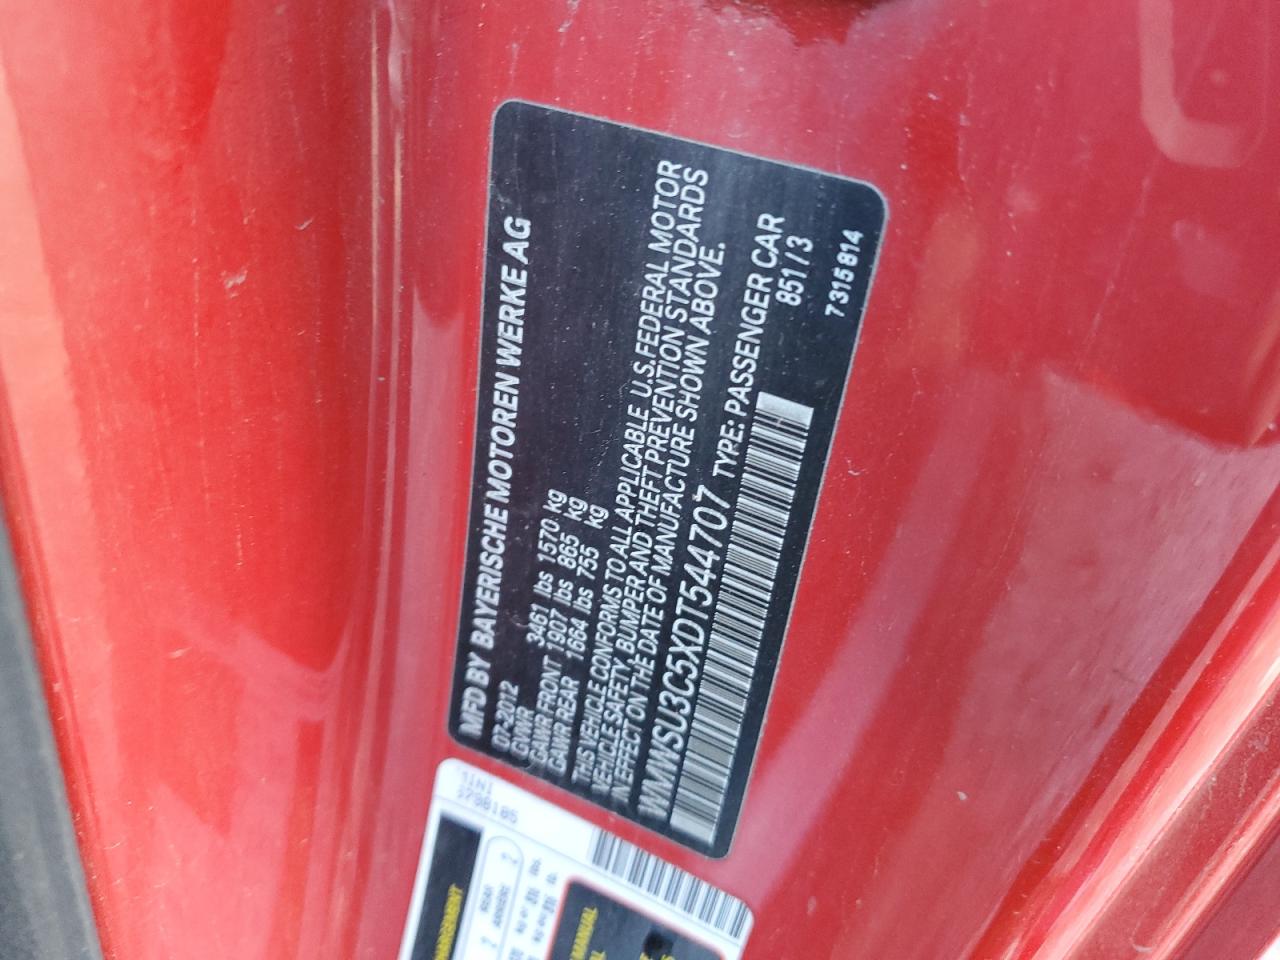 MFD BY BAYERISCHE MOTOREN WERKE AG
07-2012
GVWR 3461 lbs 1570 kg
GAWR FRONT 1907 lbs 865 kg
GAWR REAR 1664 lbs 755 kg
THIS VEHICLE CONFORMS TO ALL APPLICABLE U.S. FEDERAL MOTOR
VEHICLE SAFETY, BUMPER AND THEFT PREVENTION STANDARDS
IN EFFECT ON THE DATE OF MANUFACTURE SHOWN ABOVE.
WMWSU3C5XDT544707 TYPE: PASSENGER CAR
851 / 3
7315814
MINI
MANUAL